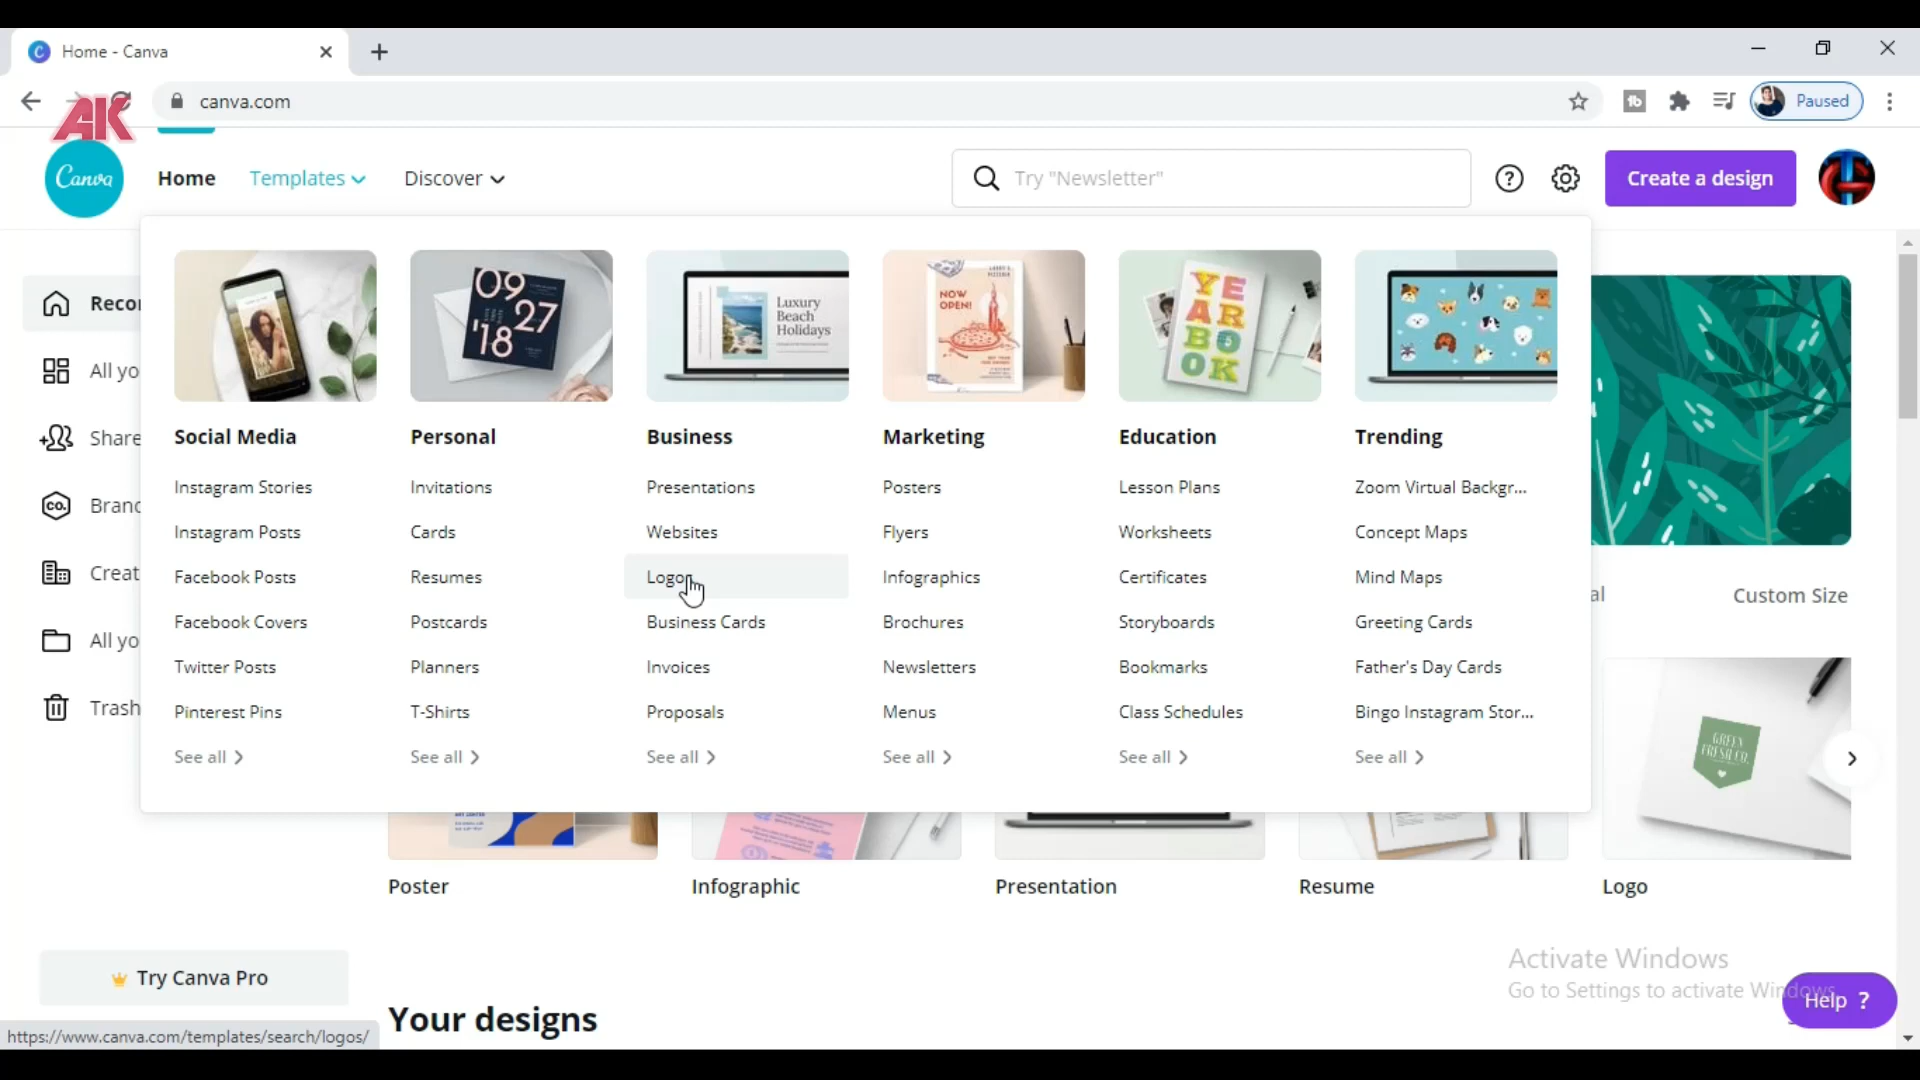 Home - Canva
canva.com
Paused
AK
Canva
Home
Templates
Discover
Try "Newsletter"
Create a design
09
27
'18
Luxury
Beach
Holidays
NOW
OPEN!
YE
AR
BO
OK
Social Media
Instagram Stories
Instagram Posts
Facebook Posts
Facebook Covers
Twitter Posts
Pinterest Pins
See all
Personal
Invitations
Cards
Resumes
Postcards
Planners
T-Shirts
See all
Business
Presentations
Websites
Logos
Business Cards
Invoices
Proposals
See all
Marketing
Posters
Flyers
Infographics
Brochures
Newsletters
Menus
See all
Education
Lesson Plans
Worksheets
Certificates
Storyboards
Bookmarks
Class Schedules
See all
Trending
Zoom Virtual Backgr...
Concept Maps
Mind Maps
Greeting Cards
Father's Day Cards
Bingo Instagram Stor...
See all
Recor
All yo
Share
CO.
Branc
Creat
All yo
Trash
al
Custom Size
Poster
Infographic
Presentation
Resume
Logo
Try Canva Pro
Your designs
Activate Windows
Go to Settings to activate Windows.
Help ?
https://www.canva.com/templates/search/logos/